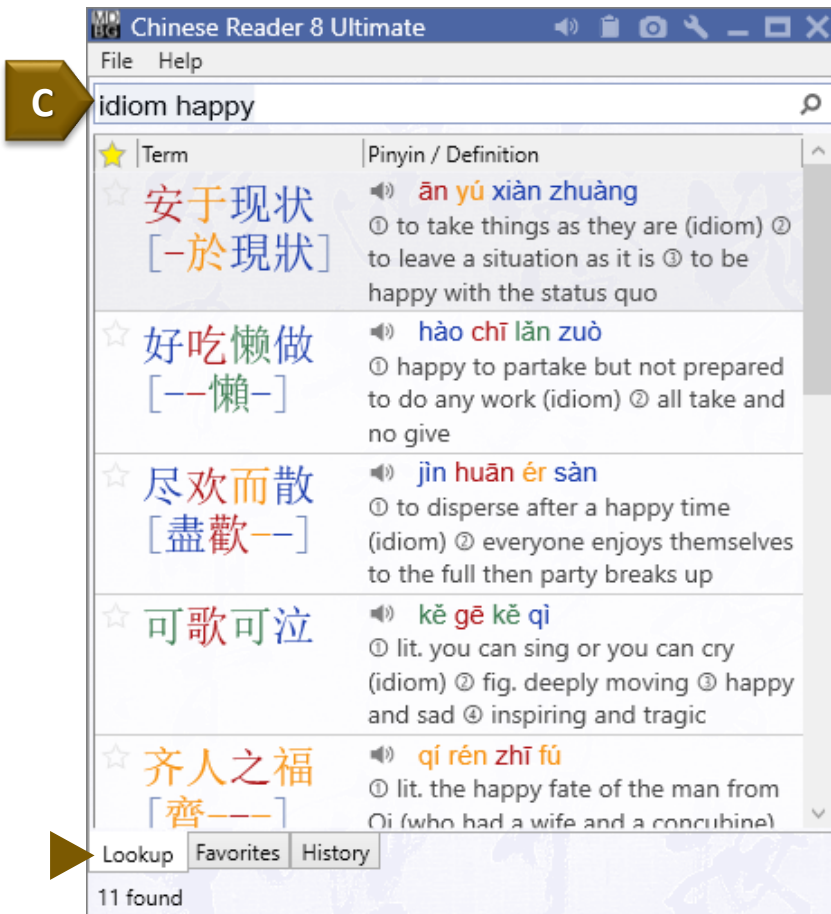 MDBG Chinese Reader 8 Ultimate
File Help
C
idiom happy
Term Pinyin / Definition
安于现状 ān yú xiàn zhuàng
[-於現狀] ① to take things as they are (idiom) ②
to leave a situation as it is ③ to be
happy with the status quo
好吃懒做 hào chī lǎn zuò
[--懶-] ① happy to partake but not prepared
to do any work (idiom) ② all take and
no give
尽欢而散 jìn huān ér sàn
[盡歡--] ① to disperse after a happy time
(idiom) ② everyone enjoys themselves
to the full then party breaks up
可歌可泣 kě gē kě qì
① lit. you can sing or you can cry
(idiom) ② fig. deeply moving ③ happy
and sad ④ inspiring and tragic
齐人之福 qí rén zhī fú
[齊---] ① lit. the happy fate of the man from
Qi (who had a wife and a concubine)
Lookup Favorites History
11 found